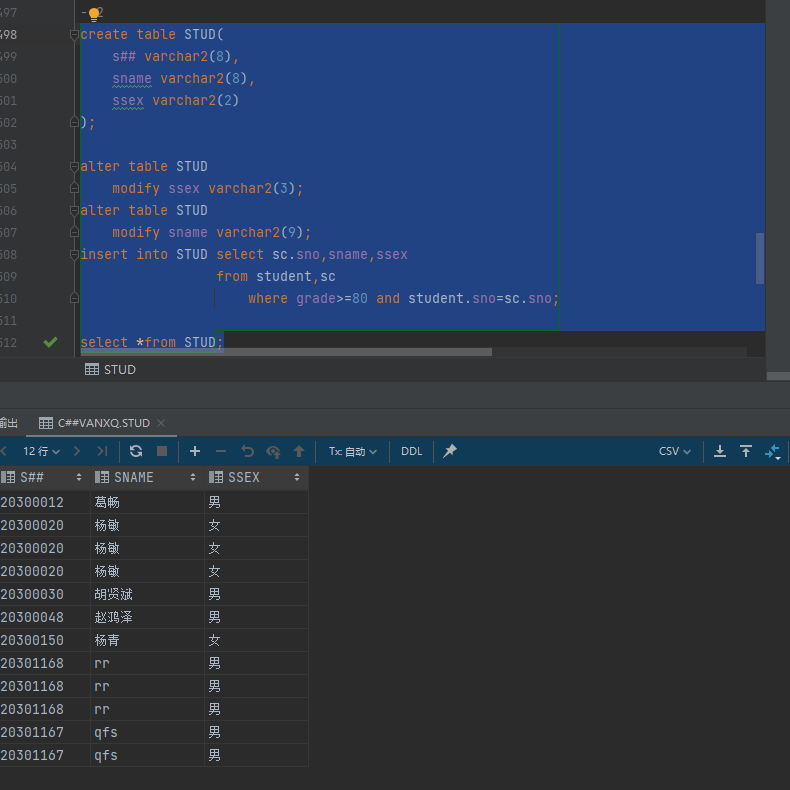 497 --2
498 create table STUD(
499 s## varchar2(8),
500 sname varchar2(8),
501 ssex varchar2(2)
502 );
503
504 alter table STUD
505 modify ssex varchar2(3);
506 alter table STUD
507 modify sname varchar2(9);
508 insert into STUD select sc.sno,sname,ssex
509 from student,sc
510 where grade>=80 and student.sno=sc.sno;
511
512 select *from STUD;
STUD
输出 C##VANXQ.STUD
12 行 Tx: 自动 DDL CSV
S## SNAME SSEX
20300012 葛畅 男
20300020 杨敏 女
20300020 杨敏 女
20300020 杨敏 女
20300030 胡贤斌 男
20300048 赵鸿泽 男
20300150 杨青 女
20301168 rr 男
20301168 rr 男
20301168 rr 男
20301167 qfs 男
20301167 qfs 男